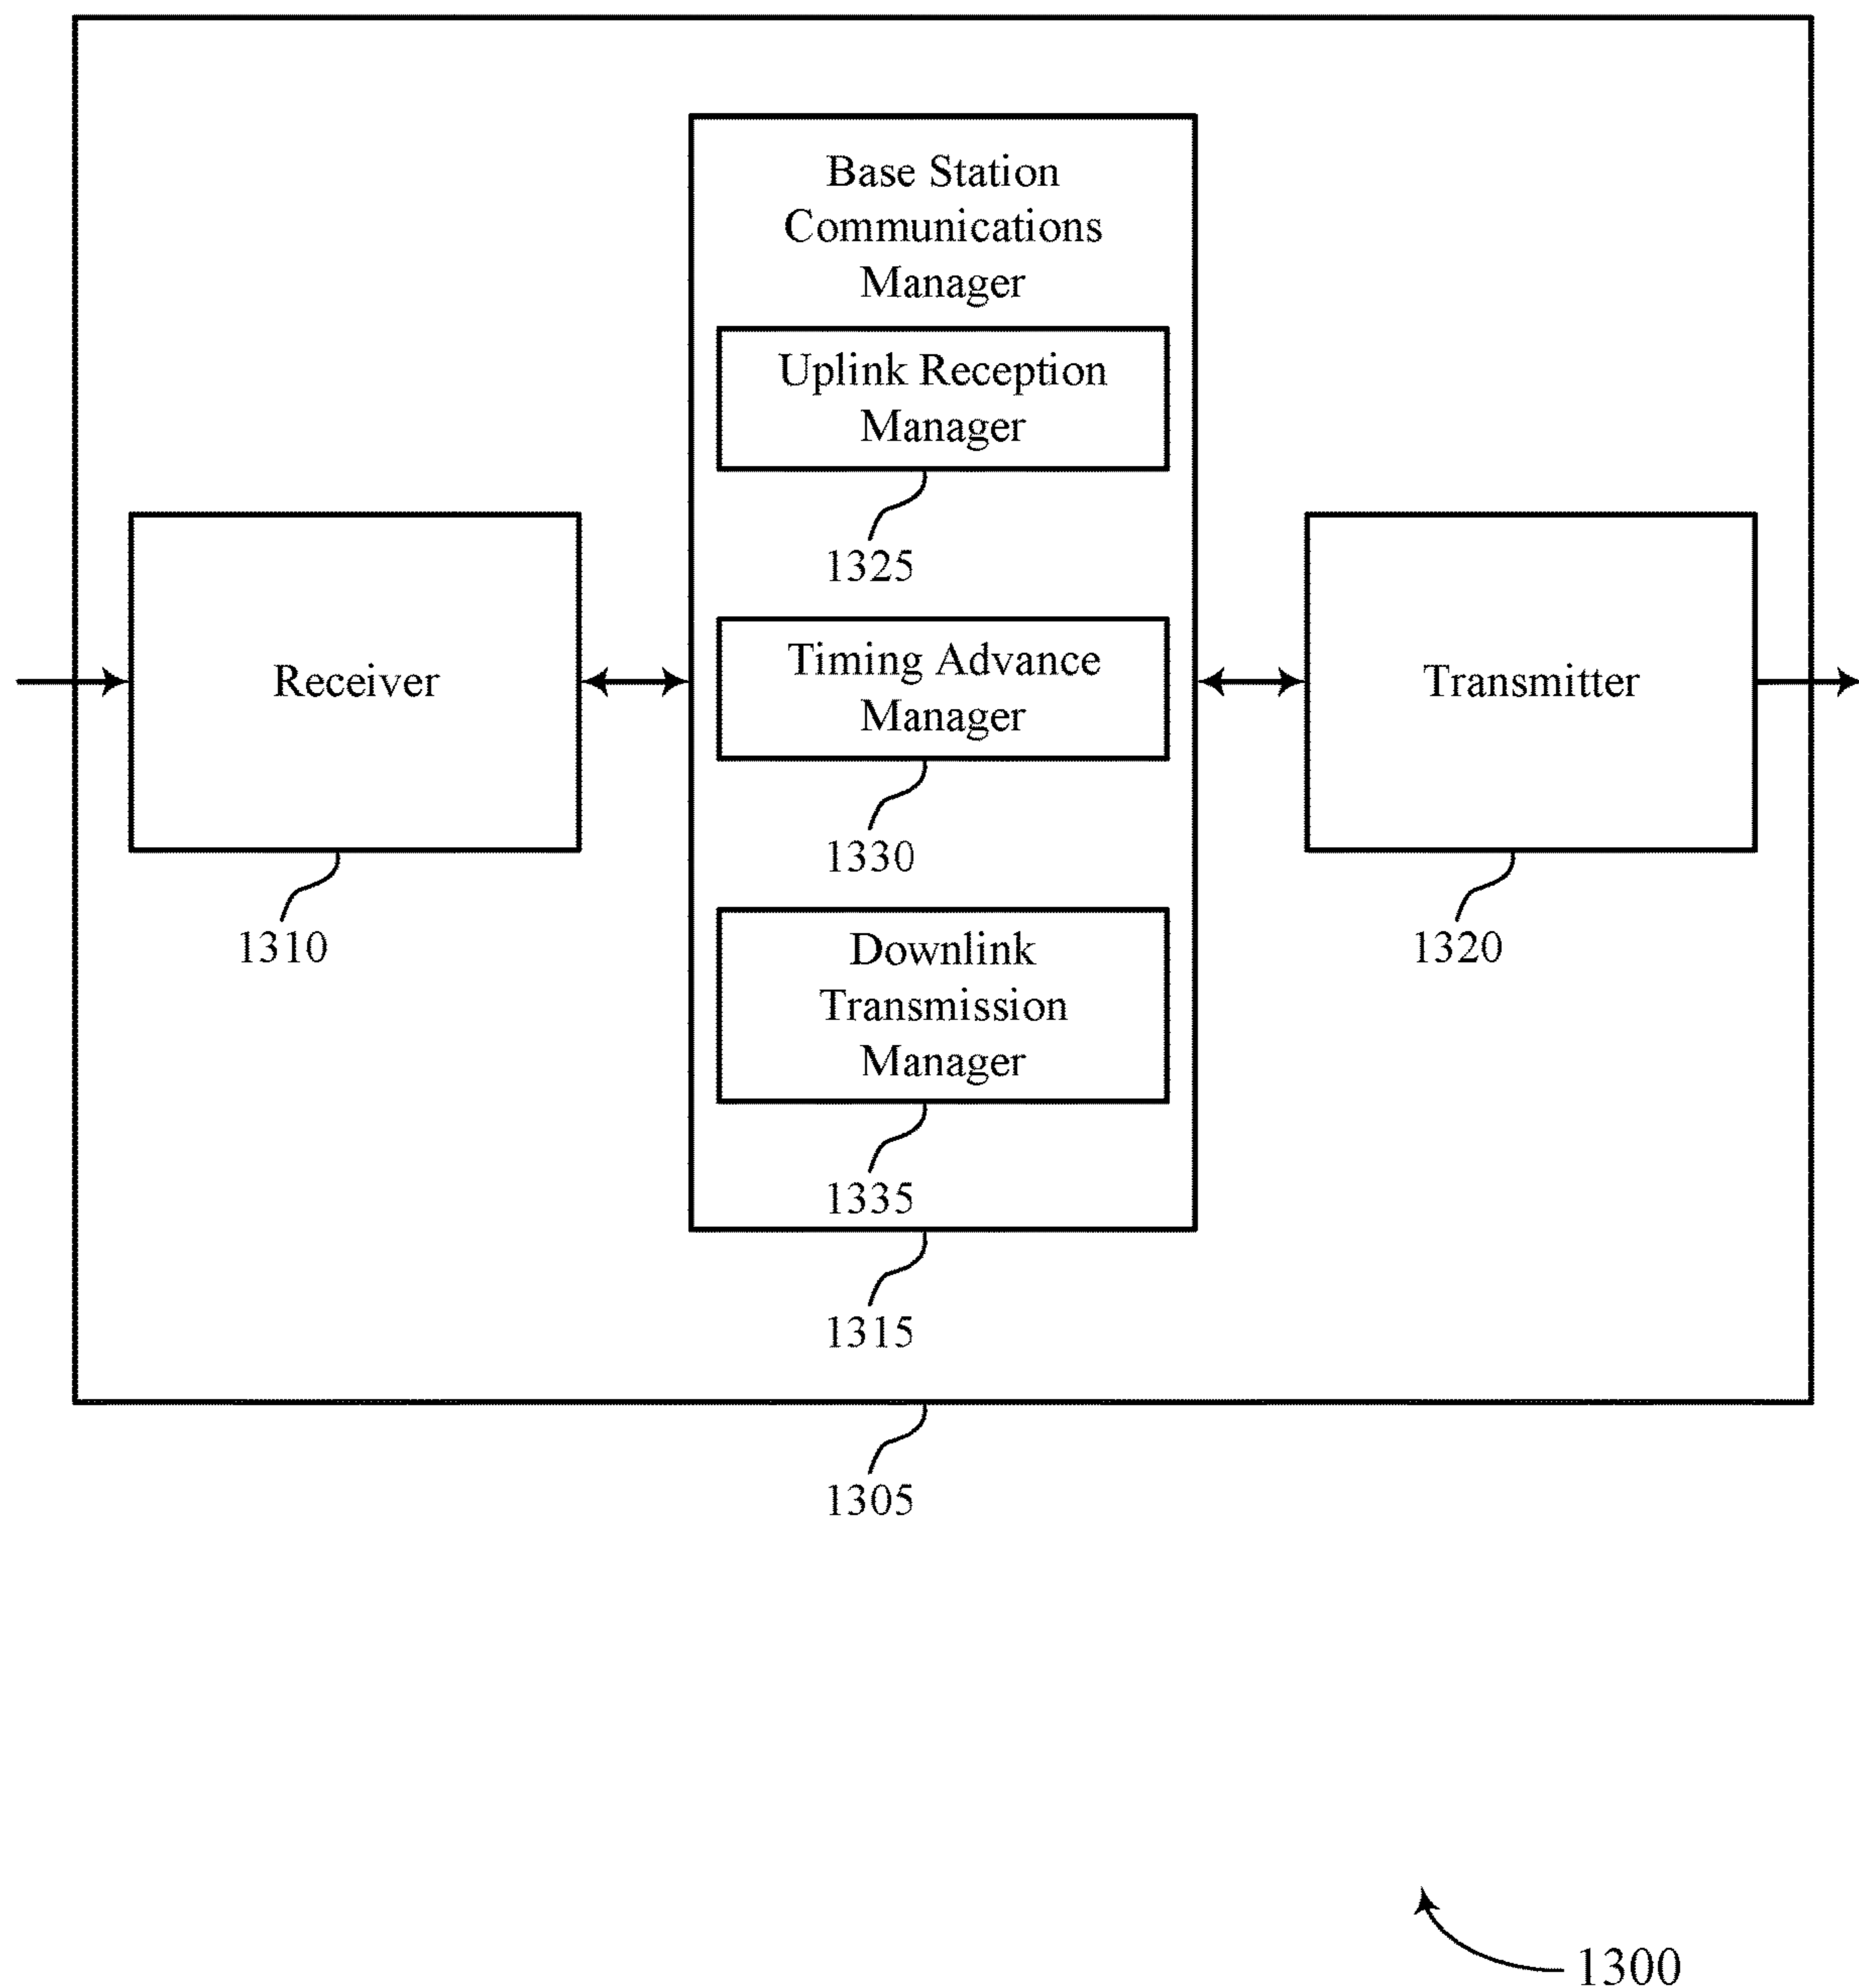 Base Station
Communications
Manager
Uplink Reception
Manager
1325
Receiver
1310
Timing Advance
Manager
1330
Transmitter
1320
Downlink
Transmission
Manager
1335
1315
1305
1300